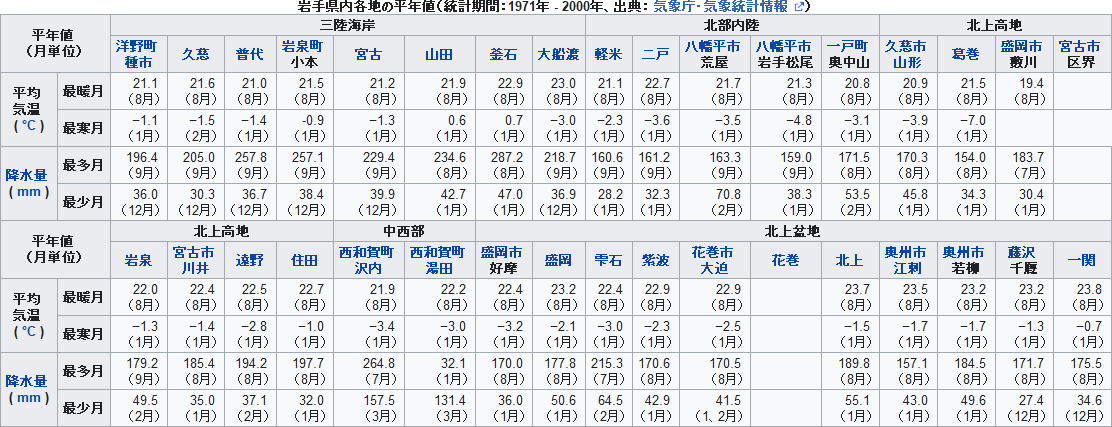 岩手県内各地の平年値（統計期間：1971年 - 2000年、出典： 気象庁・気象統計情報）
平年値（月単位） 三陸海岸 北部内陸 北上高地
洋野町種市 久慈 普代 岩泉町小本 宮古 山田 釜石 大船渡 軽米 二戸 八幡平市荒屋 八幡平市岩手松尾 一戸町奥中山 久慈市山形 葛巻 盛岡市薮川 宮古市区界
平均気温（°C） 最暖月 21.1（8月） 21.6（8月） 21.0（8月） 21.5（8月） 21.2（8月） 21.9（8月） 22.9（8月） 23.0（8月） 21.1（8月） 22.7（8月） 21.7（8月） 21.3（8月） 20.8（8月） 20.9（8月） 21.5（8月） 19.4（8月）
最寒月 −1.1（1月） −1.5（2月） −1.4（1月） -0.9（1月） −1.3（1月） 0.6（1月） 0.7（1月） −3.0（1月） −2.3（1月） −3.6（1月） −3.5（1月） −4.8（1月） −3.1（1月） −3.9（1月） −7.0（1月）
降水量（mm） 最多月 196.4（9月） 205.0（9月） 257.8（9月） 257.1（9月） 229.4（9月） 234.6（8月） 287.2（8月） 218.7（9月） 160.6（9月） 161.2（9月） 163.3（9月） 159.0（9月） 171.5（8月） 170.3（8月） 154.0（8月） 183.7（7月）
最少月 36.0（12月） 30.3（12月） 36.7（12月） 38.4（12月） 39.9（12月） 42.7（1月） 47.0（1月） 36.9（12月） 28.2（1月） 32.3（1月） 70.8（2月） 38.3（1月） 53.5（2月） 45.8（1月） 34.3（1月） 30.4（1月）
平年値（月単位） 北上高地 中西部 北上盆地
岩泉 宮古市川井 遠野 住田 西和賀町沢内 西和賀町湯田 盛岡市好摩 盛岡 雫石 紫波 花巻市大迫 花巻 北上 奥州市江刺 奥州市若柳 藤沢千厩 一関
平均気温（°C） 最暖月 22.0（8月） 22.4（8月） 22.5（8月） 22.7（8月） 21.9（8月） 22.2（8月） 22.4（8月） 23.2（8月） 22.4（8月） 22.9（8月） 22.9（8月） 23.7（8月） 23.5（8月） 23.2（8月） 23.2（8月） 23.8（8月）
最寒月 −1.3（1月） −1.4（1月） −2.8（1月） −1.0（1月） −3.4（1月） −3.0（1月） −3.2（1月） −2.1（1月） −3.0（1月） −2.3（1月） −2.5（1月） −1.5（1月） −1.7（1月） −1.7（1月） −1.3（1月） −0.7（1月）
降水量（mm） 最多月 179.2（9月） 185.4（8月） 194.2（8月） 197.7（8月） 264.8（7月） 32.1（1月） 170.0（8月） 177.8（8月） 215.3（7月） 170.6（8月） 170.5（8月） 189.8（8月） 157.1（8月） 184.5（8月） 171.7（8月） 175.5（8月）
最少月 49.5（2月） 35.0（1月） 37.1（2月） 32.0（1月） 157.5（3月） 131.4（3月） 36.0（1月） 50.6（1月） 64.5（2月） 42.9（1月） 41.5（1、2月） 55.1（1月） 43.0（1月） 49.6（1月） 27.4（12月） 34.6（12月）